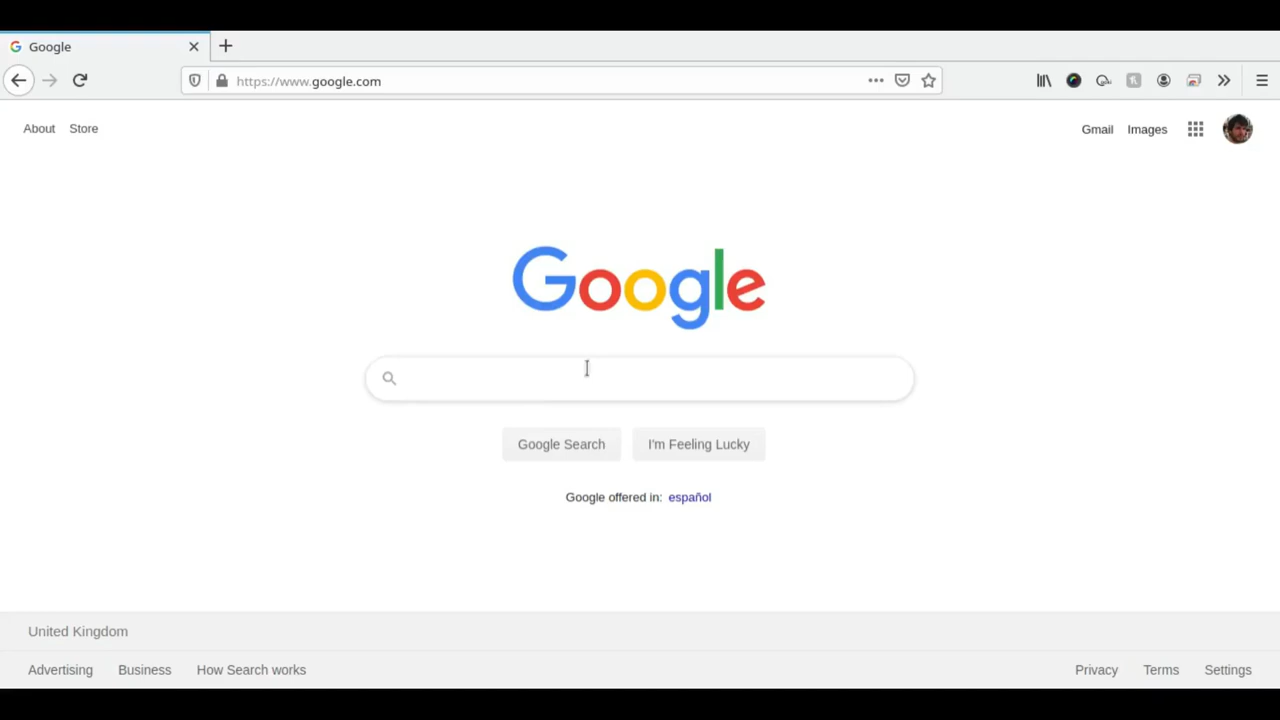 Google
https://www.google.com
About Store
Gmail Images
Google
Google Search I'm Feeling Lucky
Google offered in: español
United Kingdom
Advertising Business How Search works
Privacy Terms Settings